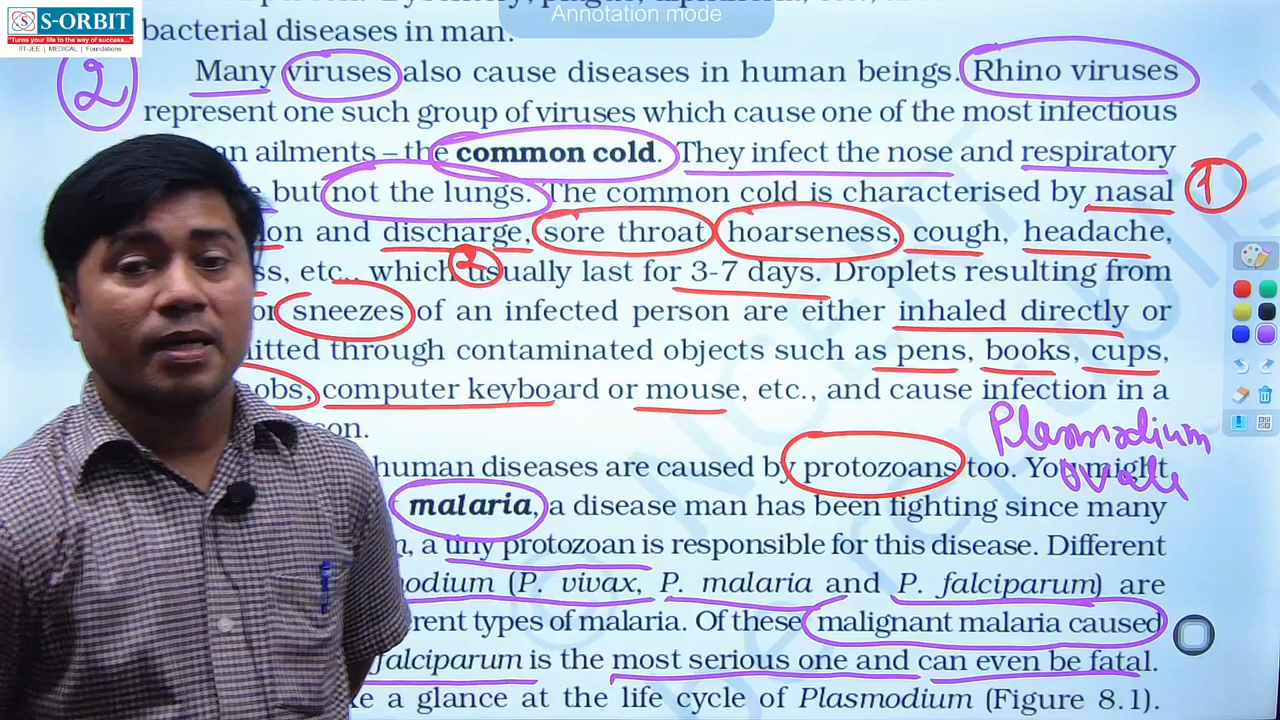 S-ORBIT
"Turns your life to the way of success..."
IIT-JEE | MEDICAL | Foundations
Annotation mode
bacterial diseases in man.
2 Many viruses also cause diseases in human beings. Rhino viruses
represent one such group of viruses which cause one of the most infectious
ailments – the common cold. They infect the nose and respiratory
but not the lungs. The common cold is characterised by nasal 1
and discharge, sore throat, hoarseness, cough, headache,
etc., which usually last for 3-7 days. Droplets resulting from
or sneezes of an infected person are either inhaled directly or
through contaminated objects such as pens, books, cups,
computer keyboard or mouse, etc., and cause infection in a
Plasmodium
human diseases are caused by protozoans too. You might
ovale
malaria, a disease man has been fighting since many
a tiny protozoan is responsible for this disease. Different
(P. vivax, P. malaria and P. falciparum) are
types of malaria. Of these malignant malaria caused
falciparum is the most serious one and can even be fatal.
a glance at the life cycle of Plasmodium (Figure 8.1).